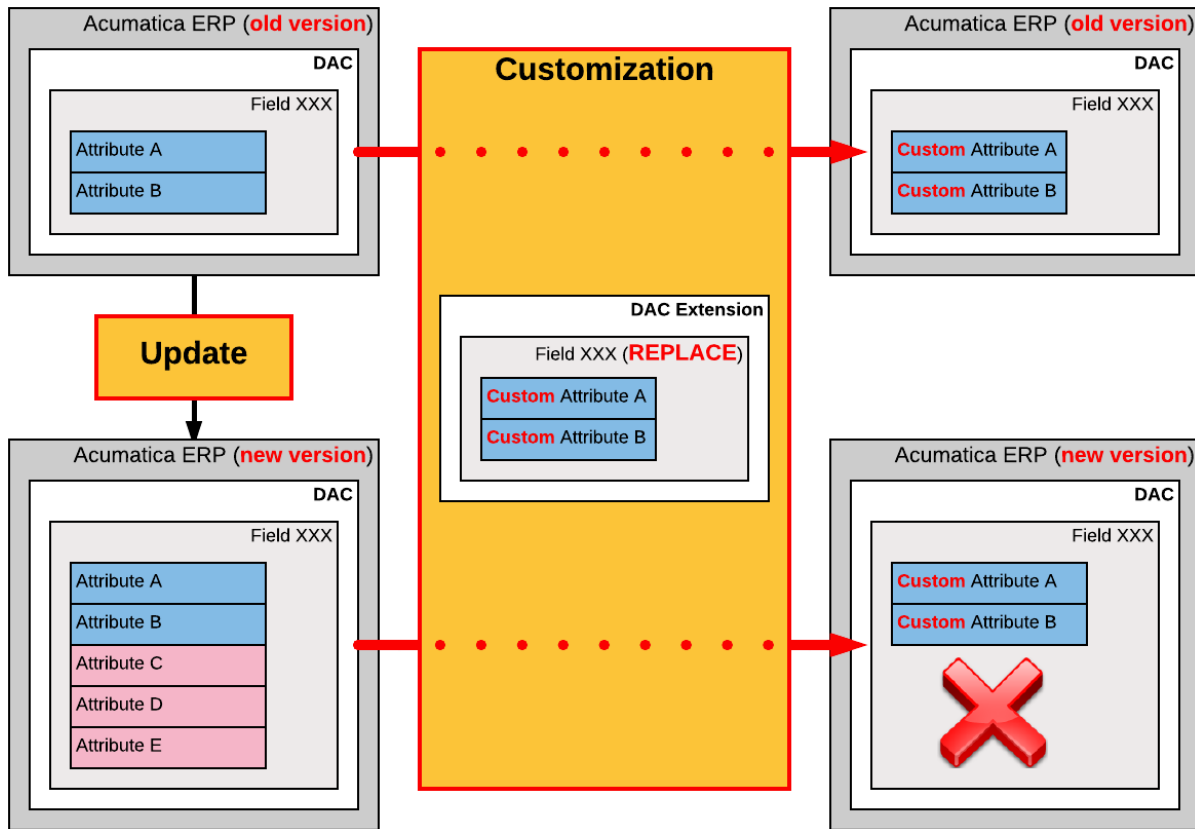 Acumatica ERP (old version)
DAC
Field XXX
Attribute A
Attribute B
Update
Acumatica ERP (new version)
DAC
Field XXX
Attribute A
Attribute B
Attribute C
Attribute D
Attribute E
Customization
DAC Extension
Field XXX (REPLACE)
Custom Attribute A
Custom Attribute B
Acumatica ERP (old version)
DAC
Field XXX
Custom Attribute A
Custom Attribute B
Acumatica ERP (new version)
DAC
Field XXX
Custom Attribute A
Custom Attribute B